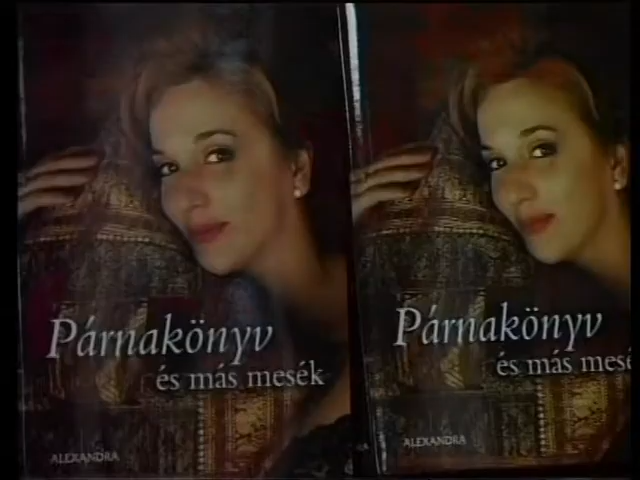 Párnakönyv
és más mesék
ALEXANDRA
Párnakönyv
és más mesé
ALEXANDRA